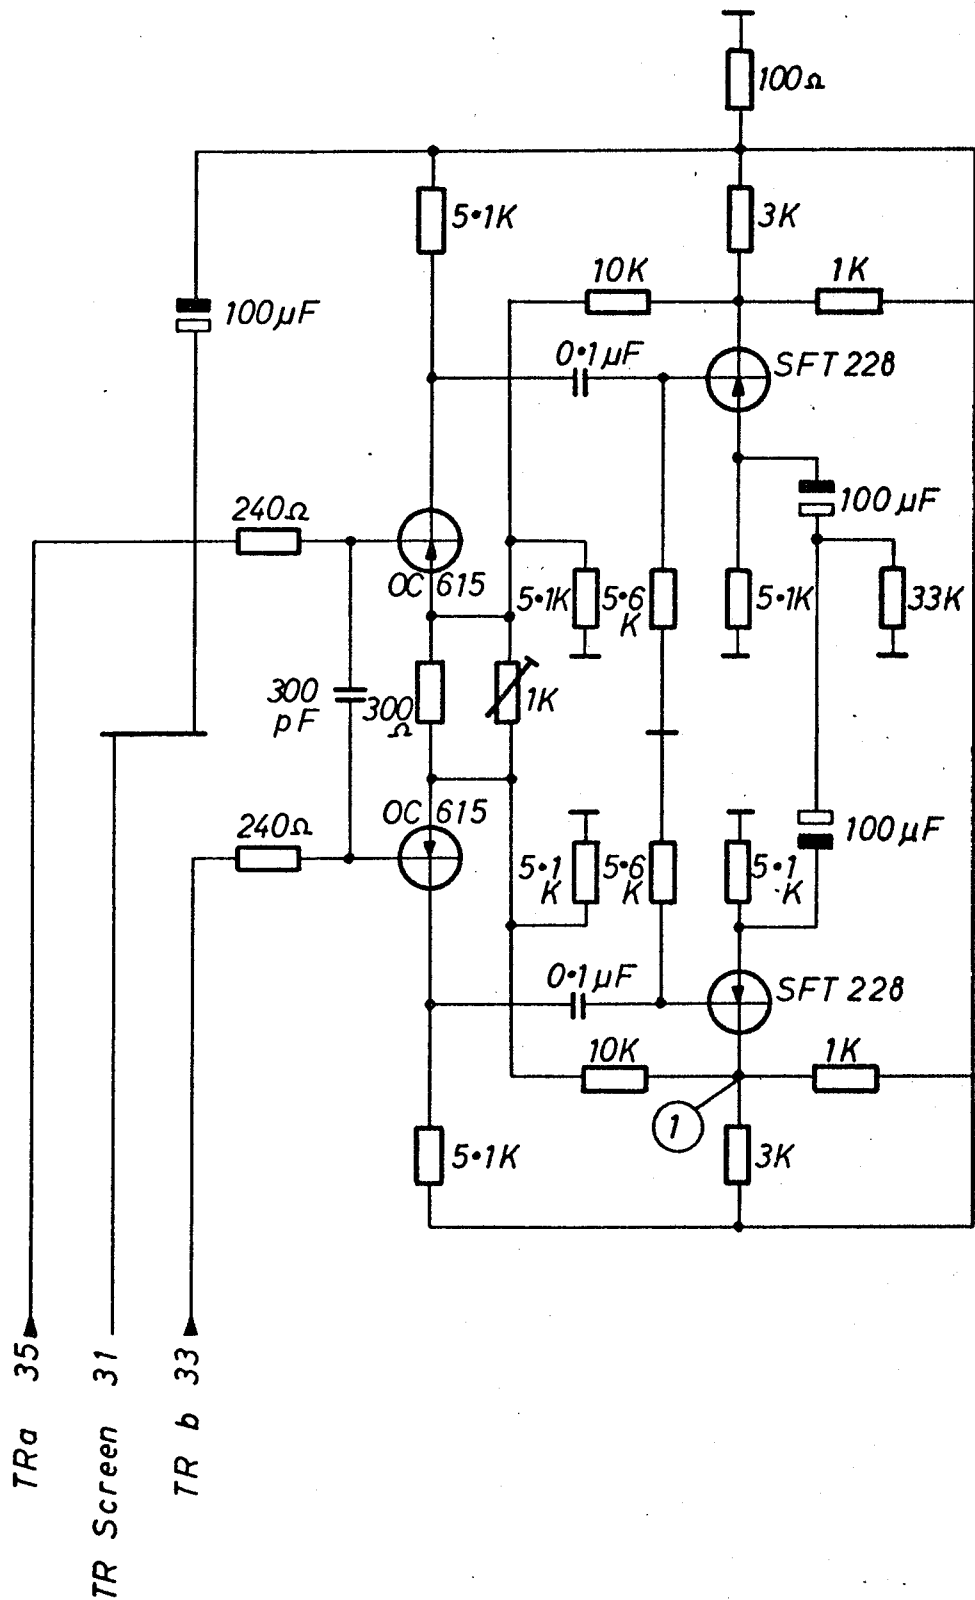 100Ω
5•1K
3K
10K
1K
100µF
0•1µF
SFT 228
100µF
240Ω
OC 615
5•1K
5•6
K
5•1K
33K
300
pF
300
Ω
1K
OC 615
240Ω
5•1
K
5•6
K
5•1
K
100µF
0•1µF
SFT 228
10K
1K
1
5•1K
3K
TRa 35
TR Screen 31
TR b 33